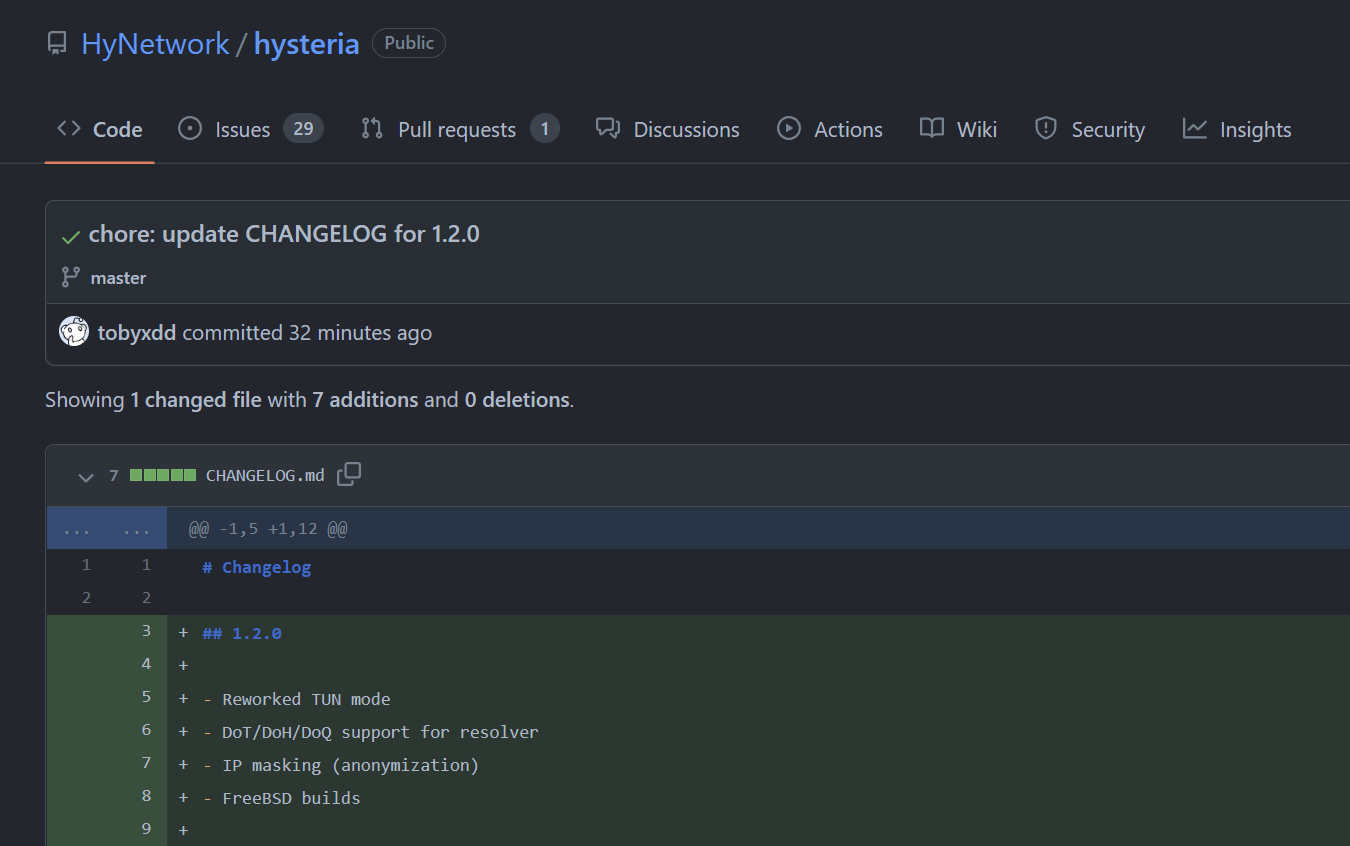 HyNetwork / hysteria Public
Code Issues 29 Pull requests 1 Discussions Actions Wiki Security Insights
chore: update CHANGELOG for 1.2.0
master
tobyxdd committed 32 minutes ago
Showing 1 changed file with 7 additions and 0 deletions.
7 CHANGELOG.md
... ... @@ -1,5 +1,12 @@
1 1 # Changelog
2 2
3 + ## 1.2.0
4 +
5 + - Reworked TUN mode
6 + - DoT/DoH/DoQ support for resolver
7 + - IP masking (anonymization)
8 + - FreeBSD builds
9 +